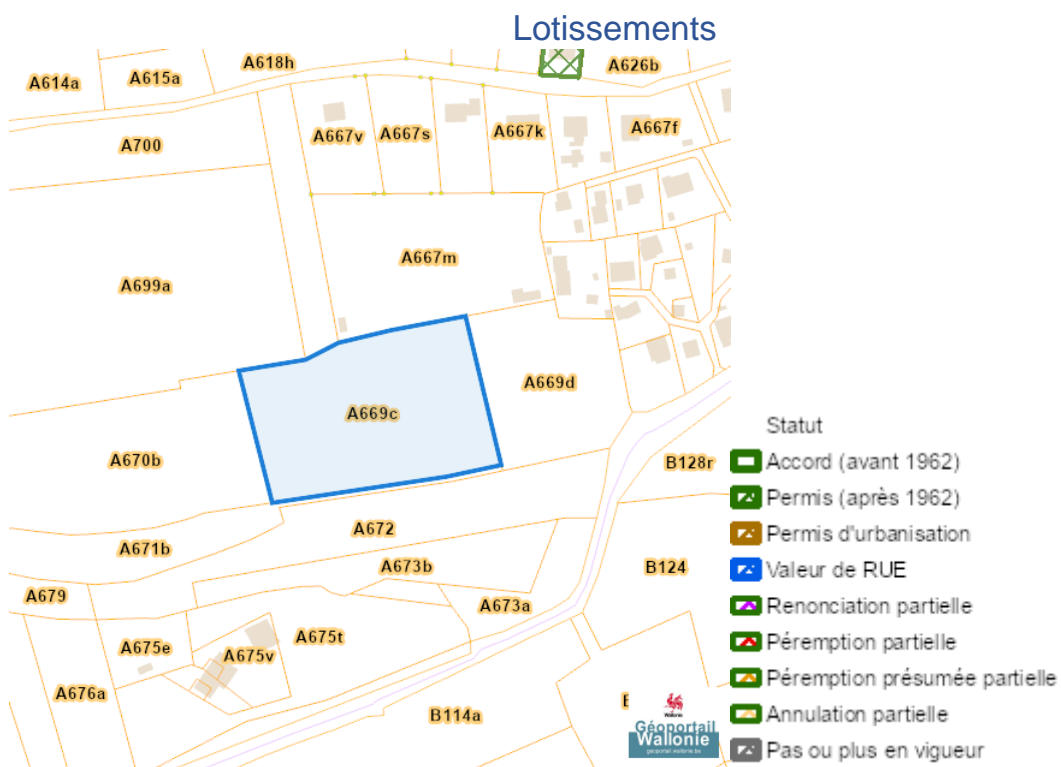 Lotissements
A618h
A626b
A614a
A615a
A667v
A667s
A667k
A667f
A700
A667m
A699a
A669d
A669c
A670b
B128r
A672
A671b
A673b
B124
A679
A673a
A675t
A675e
A675v
A676a
B114a
Wallonie
Géoportail
Wallonie
geoportail.wallonie.be
Statut
Accord (avant 1962)
Permis (après 1962)
Permis d'urbanisation
Valeur de RUE
Renonciation partielle
Péremption partielle
Péremption présumée partielle
Annulation partielle
Pas ou plus en vigueur